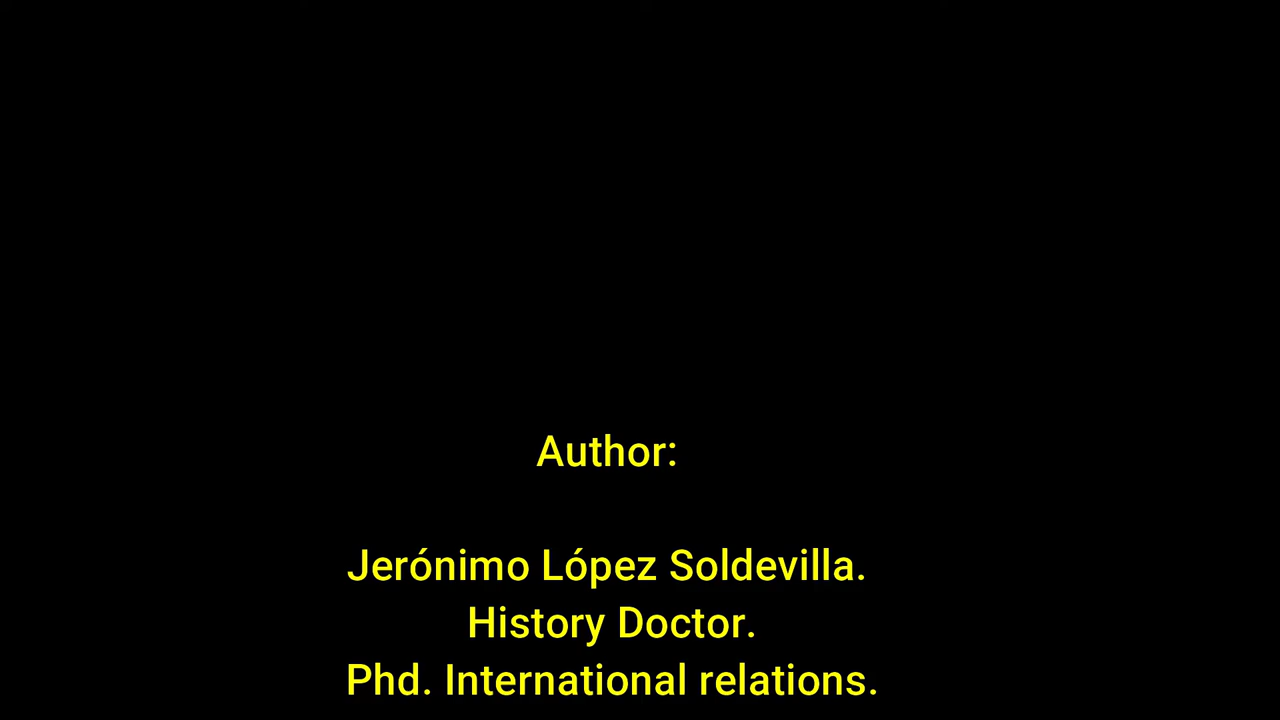 Author:
Jerónimo López Soldevilla.
History Doctor.
Phd. International relations.